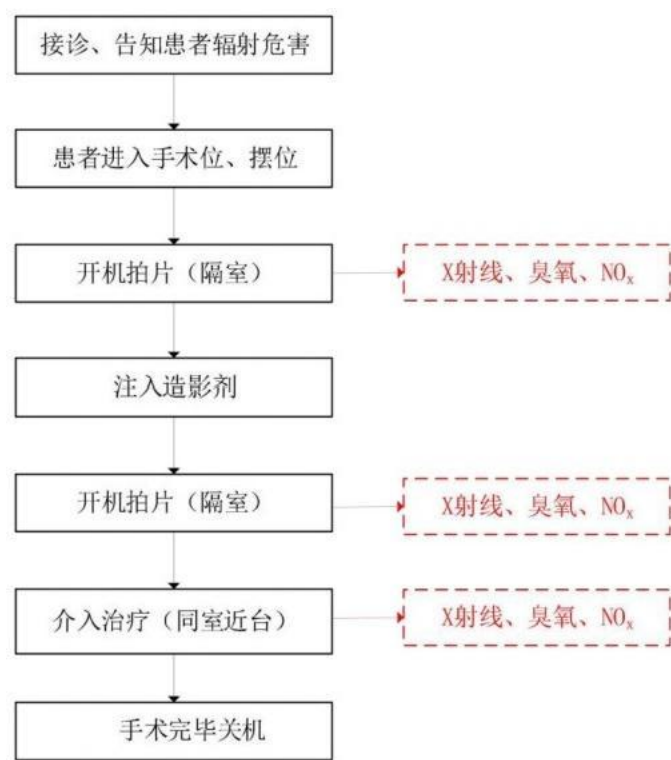 接诊、告知患者辐射危害
患者进入手术位、摆位
开机拍片（隔室）
X射线、臭氧、NOₓ
注入造影剂
开机拍片（隔室）
X射线、臭氧、NOₓ
介入治疗（同室近台）
X射线、臭氧、NOₓ
手术完毕关机